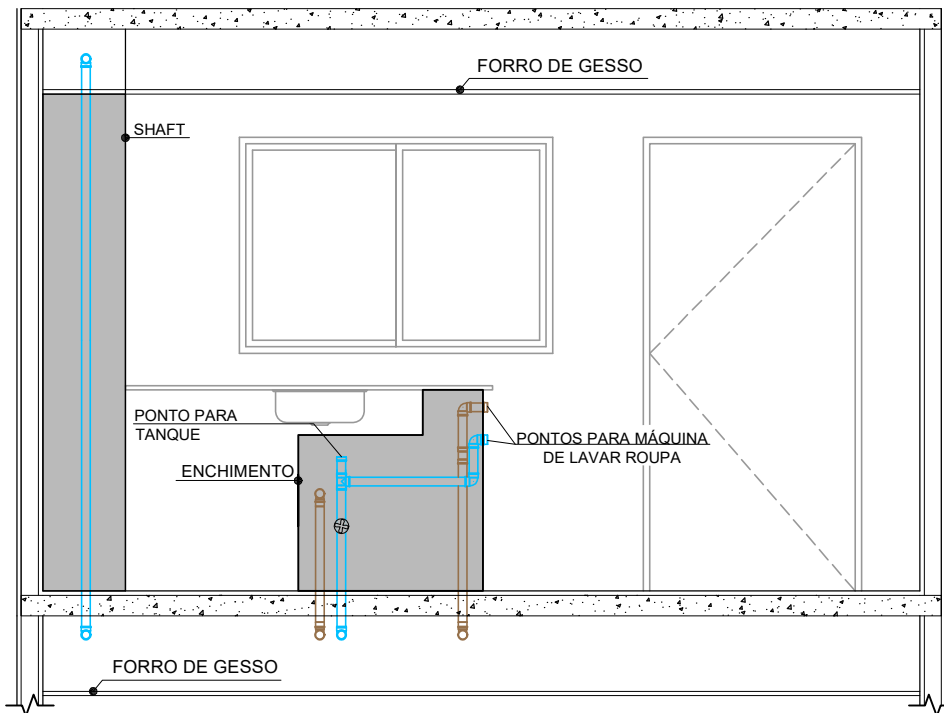 FORRO DE GESSO
SHAFT
PONTO PARA
TANQUE
PONTOS PARA MÁQUINA
DE LAVAR ROUPA
ENCHIMENTO
FORRO DE GESSO